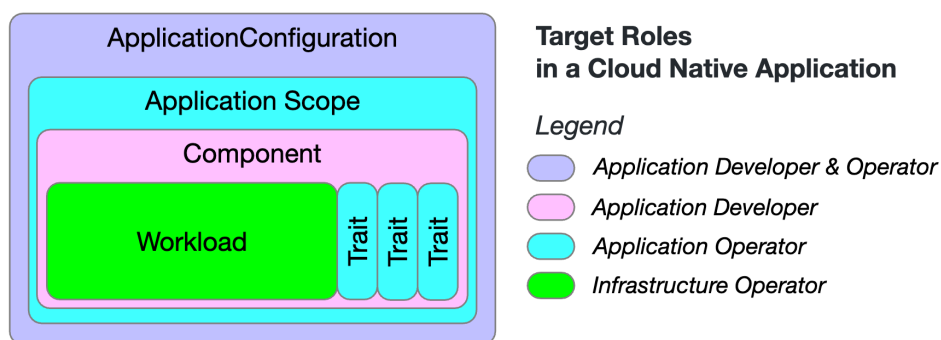 ApplicationConfiguration
Application Scope
Component
Workload
Trait
Trait
Trait
Target Roles
in a Cloud Native Application
Legend
Application Developer & Operator
Application Developer
Application Operator
Infrastructure Operator